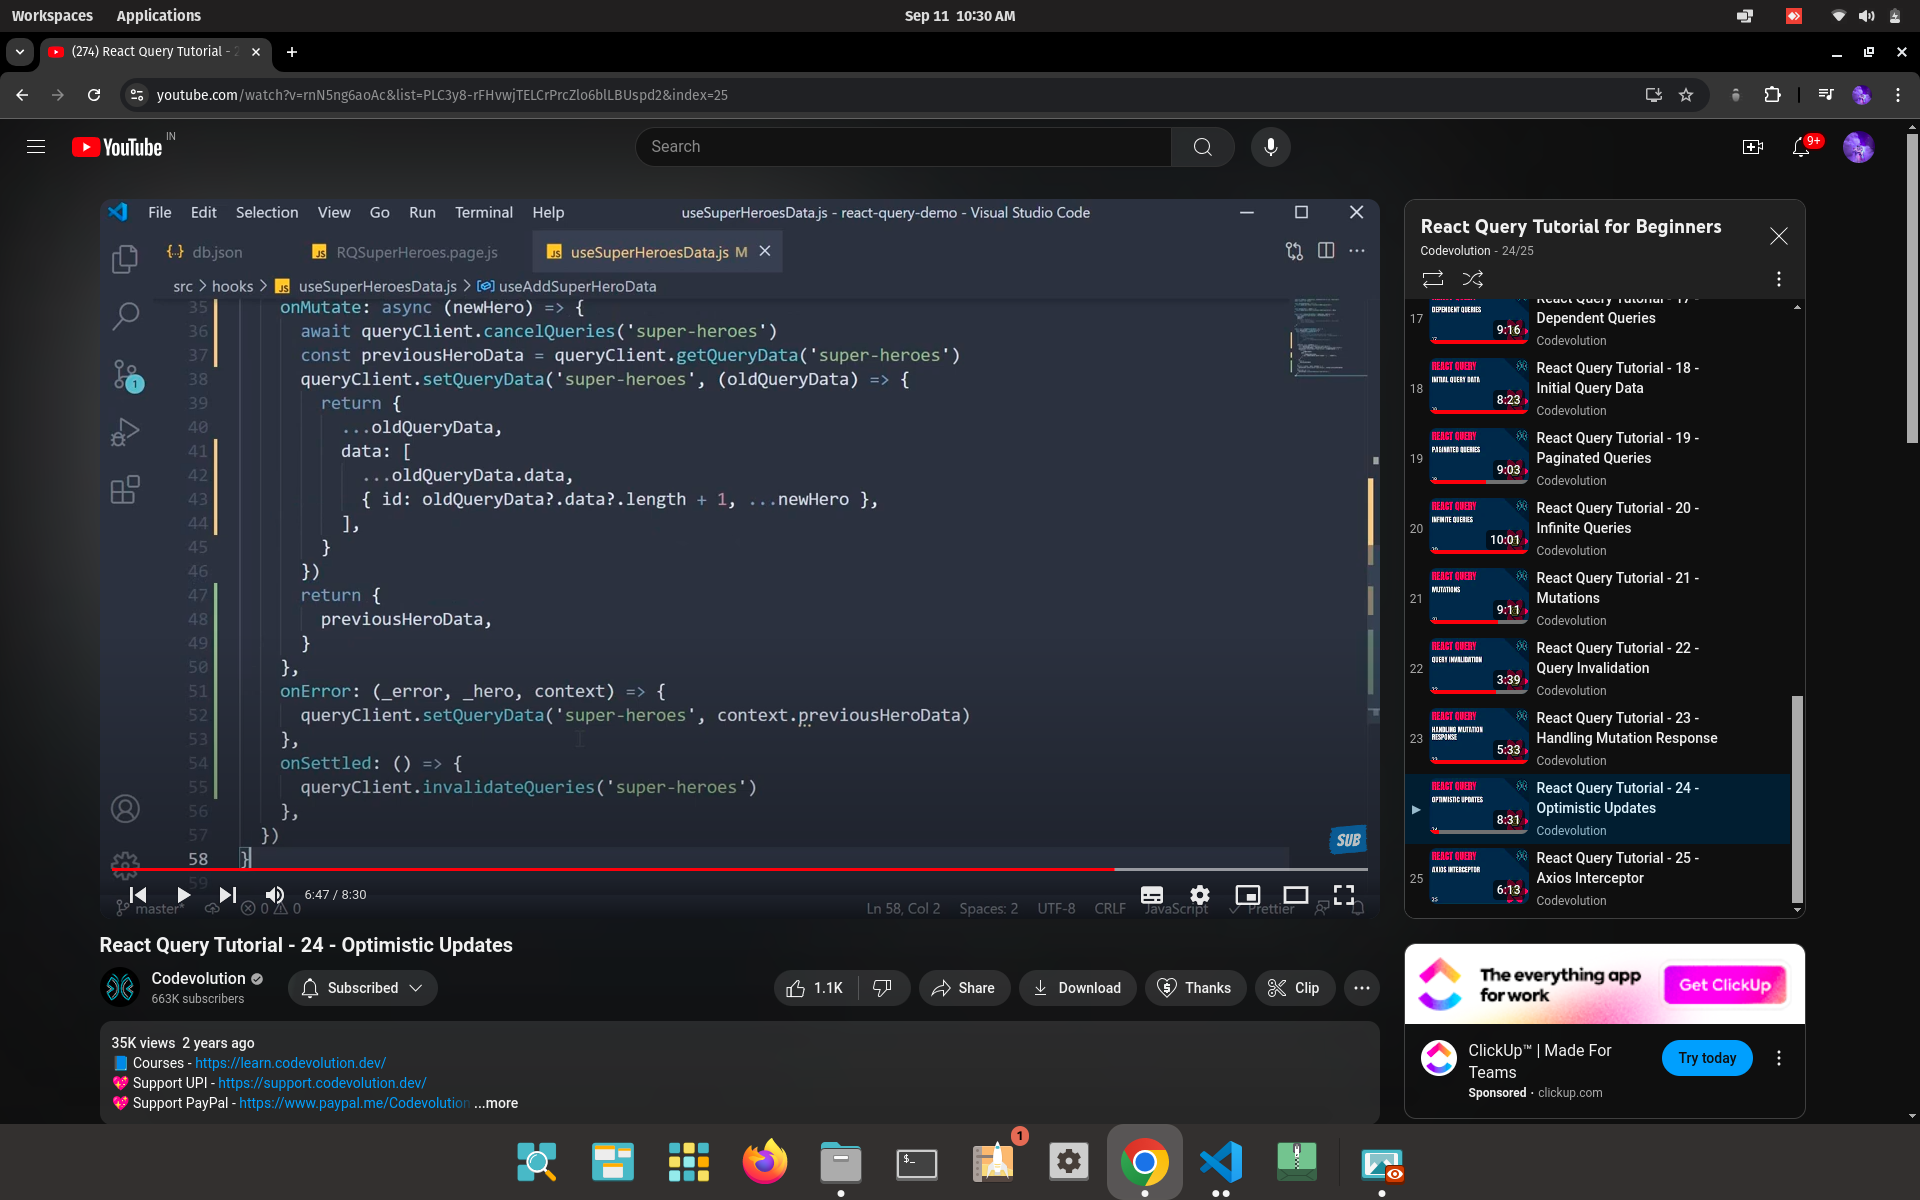 Workspaces Applications Sep 11 10:30 AM
(274) React Query Tutorial - 2
youtube.com/watch?v=rnN5ng6aoAc&list=PLC3y8-rFHvwjTELCrPrcZlo6blLBUspd2&index=25
YouTube IN Search 9+
File Edit Selection View Go Run Terminal Help useSuperHeroesData.js - react-query-demo - Visual Studio Code
db.json RQSuperHeroes.page.js useSuperHeroesData.js M
src > hooks > JS useSuperHeroesData.js > useAddSuperHeroData
35 onMutate: async (newHero) => {
36 await queryClient.cancelQueries('super-heroes')
37 const previousHeroData = queryClient.getQueryData('super-heroes')
38 queryClient.setQueryData('super-heroes', (oldQueryData) => {
39 return {
40 ...oldQueryData,
41 data: [
42 ...oldQueryData.data,
43 { id: oldQueryData?.data?.length + 1, ...newHero },
44 ],
45 }
46 })
47 return {
48 previousHeroData,
49 }
50 },
51 onError: (_error, _hero, context) => {
52 queryClient.setQueryData('super-heroes', context.previousHeroData)
53 },
54 onSettled: () => {
55 queryClient.invalidateQueries('super-heroes')
56 },
57 })
58 }
59
1
SUB
6:47 / 8:30
master* 0 0 Ln 58, Col 2 Spaces: 2 UTF-8 CRLF JavaScript Prettier
React Query Tutorial - 24 - Optimistic Updates
Codevolution
663K subscribers
Subscribed 1.1K Share Download Thanks Clip
35K views 2 years ago
Courses - https://learn.codevolution.dev/
Support UPI - https://support.codevolution.dev/
Support PayPal - https://www.paypal.me/Codevolution ...more
React Query Tutorial for Beginners
Codevolution - 24/25
17 DEPENDENT QUERIES 9:16
React Query Tutorial - 17 -
Dependent Queries
Codevolution
18 REACT QUERY INITIAL QUERY DATA 8:23
React Query Tutorial - 18 -
Initial Query Data
Codevolution
19 REACT QUERY PAGINATED QUERIES 9:03
React Query Tutorial - 19 -
Paginated Queries
Codevolution
20 REACT QUERY INFINITE QUERIES 10:01
React Query Tutorial - 20 -
Infinite Queries
Codevolution
21 REACT QUERY MUTATIONS 9:11
React Query Tutorial - 21 -
Mutations
Codevolution
22 REACT QUERY QUERY INVALIDATION 3:39
React Query Tutorial - 22 -
Query Invalidation
Codevolution
23 REACT QUERY HANDLING MUTATION RESPONSE 5:33
React Query Tutorial - 23 -
Handling Mutation Response
Codevolution
REACT QUERY OPTIMISTIC UPDATES 8:31
React Query Tutorial - 24 -
Optimistic Updates
Codevolution
25 REACT QUERY AXIOS INTERCEPTOR 6:13
React Query Tutorial - 25 -
Axios Interceptor
Codevolution
The everything app
for work
Get ClickUp
ClickUp™ | Made For
Teams
Sponsored · clickup.com
Try today
1